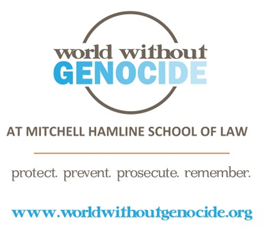 world without
GENOCIDE
AT MITCHELL HAMLINE SCHOOL OF LAW
protect. prevent. prosecute. remember.
www.worldwithoutgenocide.org